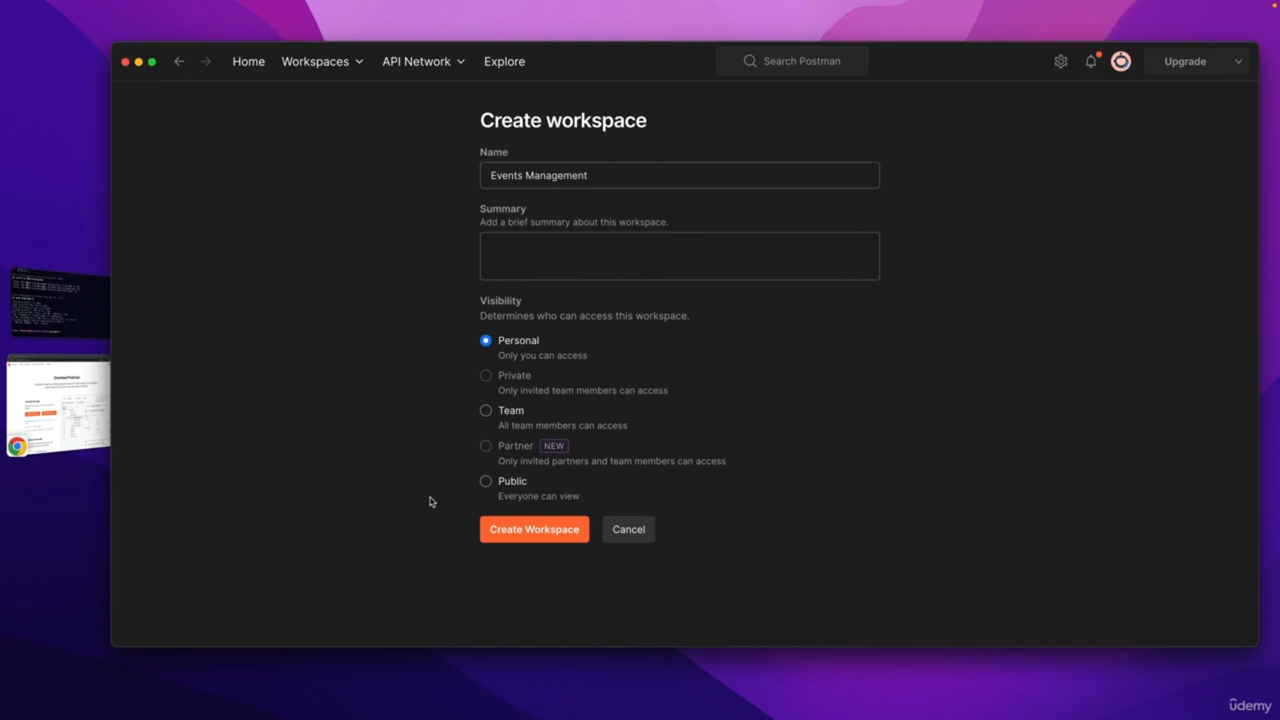 Home Workspaces API Network Explore Search Postman Upgrade
Create workspace
Name
Events Management
Summary
Add a brief summary about this workspace.
Visibility
Determines who can access this workspace.
Personal
Only you can access
Private
Only invited team members can access
Team
All team members can access
Partner NEW
Only invited partners and team members can access
Public
Everyone can view
Create Workspace Cancel
Download Postman
udemy